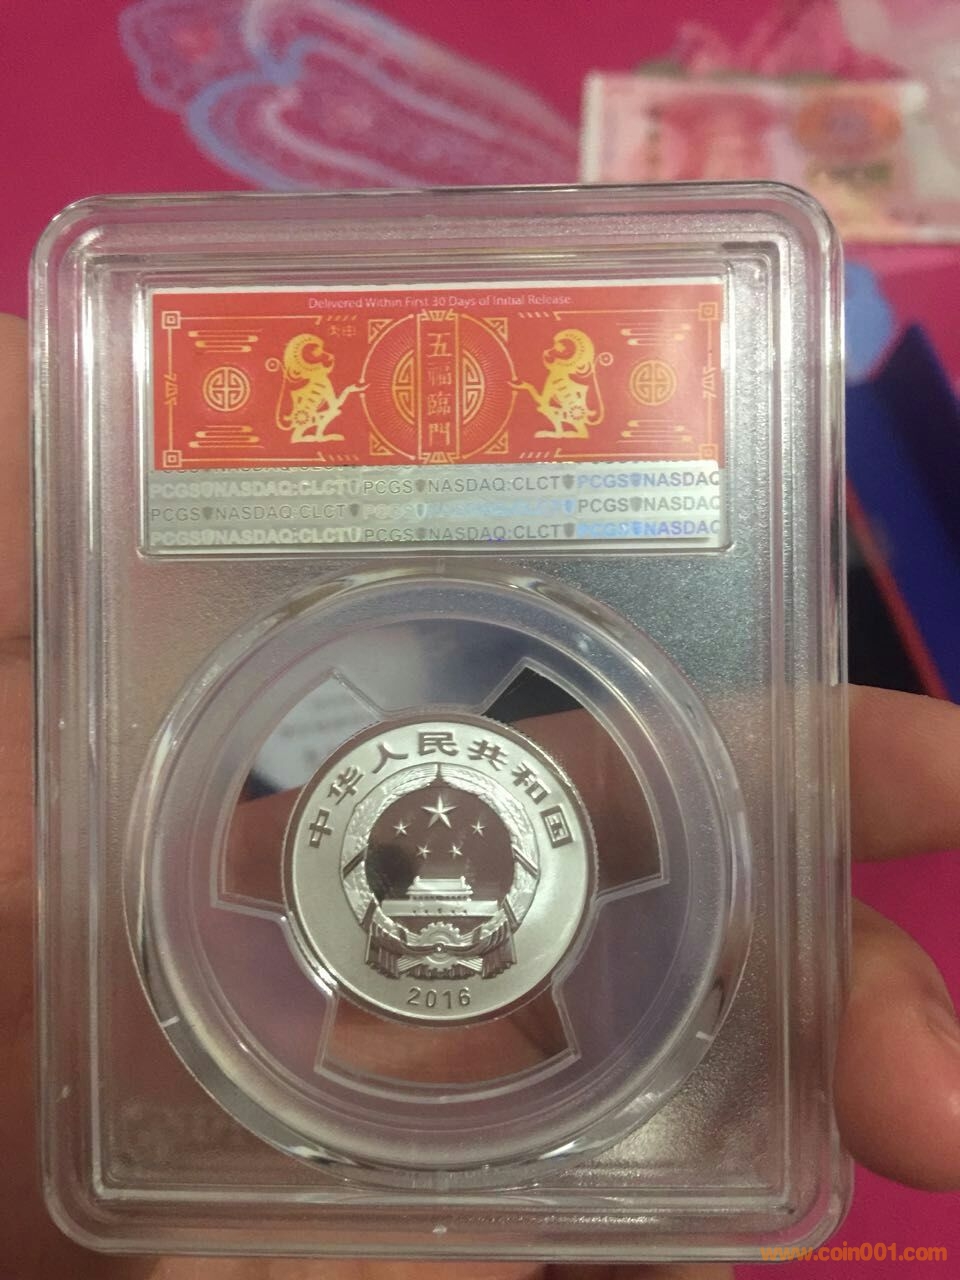 Delivered Within First 30 Days of Initial Release.
丙申
五福臨門
PCGS NASDAQ:CLCT PCGS NASDAQ:CLCT PCGS NASDAQ
PCGS NASDAQ:CLCT PCGS NASDAQ:CLCT PCGS NASDAQ
PCGS NASDAQ:CLCT PCGS NASDAQ:CLCT PCGS NASDAQ
中华人民共和国
2016
www.coin001.com